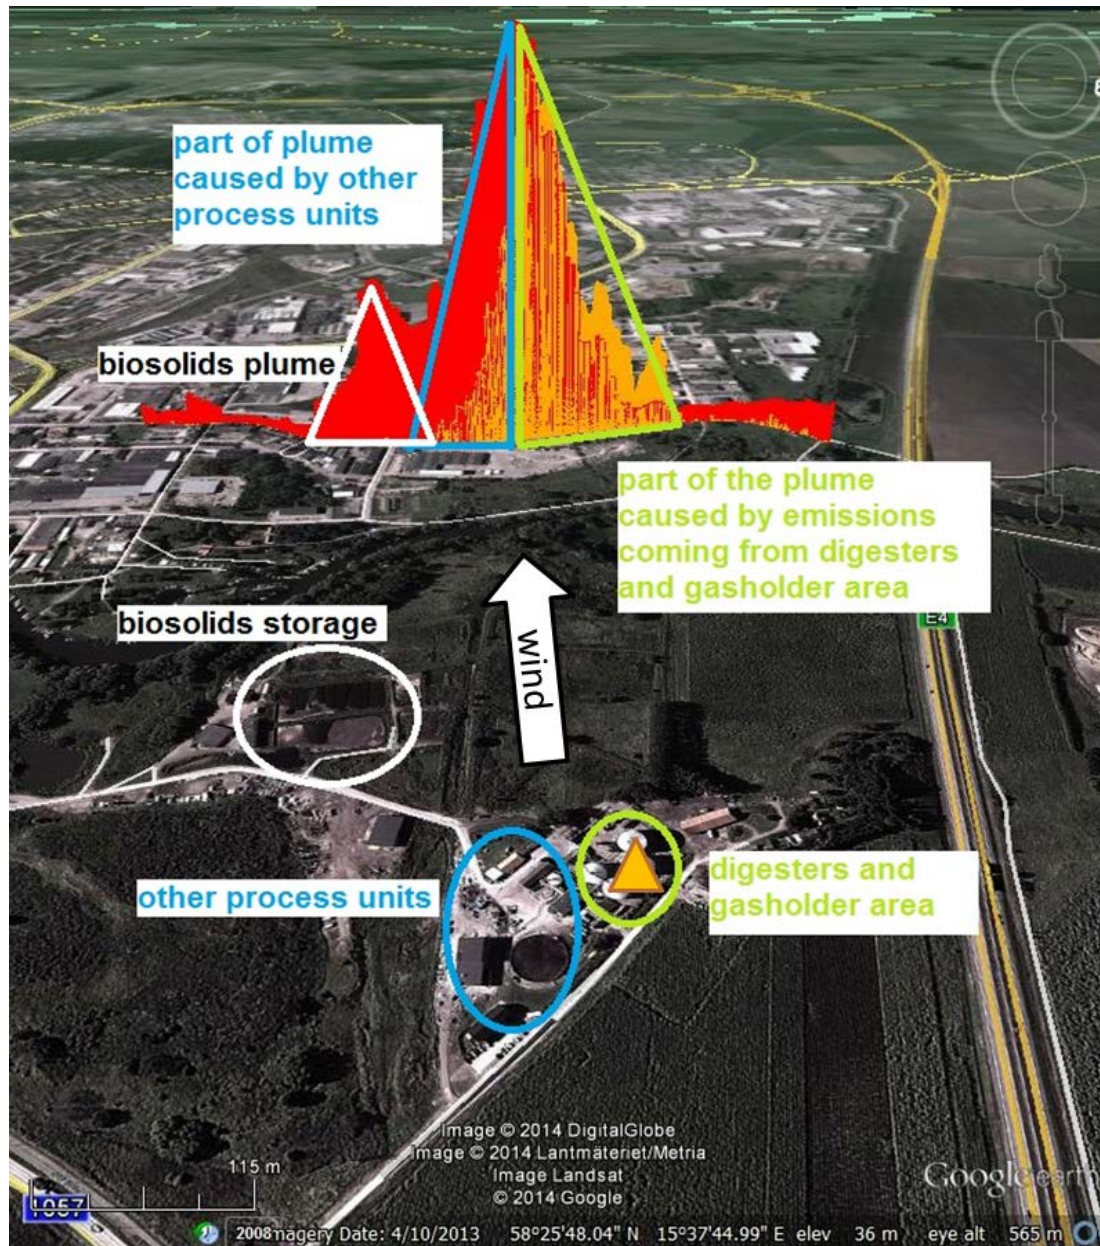 part of plume
caused by other
process units
biosolids plume
part of the plume
caused by emissions
coming from digesters
and gasholder area
E4
biosolids storage
wind
other process units
digesters and
gasholder area
Image © 2014 DigitalGlobe
Image © 2014 Lantmäteriet/Metria
Image Landsat
© 2014 Google
115 m
Google earth
1057
2008 magery Date: 4/10/2013 58°25'48.04" N 15°37'44.99" E elev 36 m eye alt 565 m